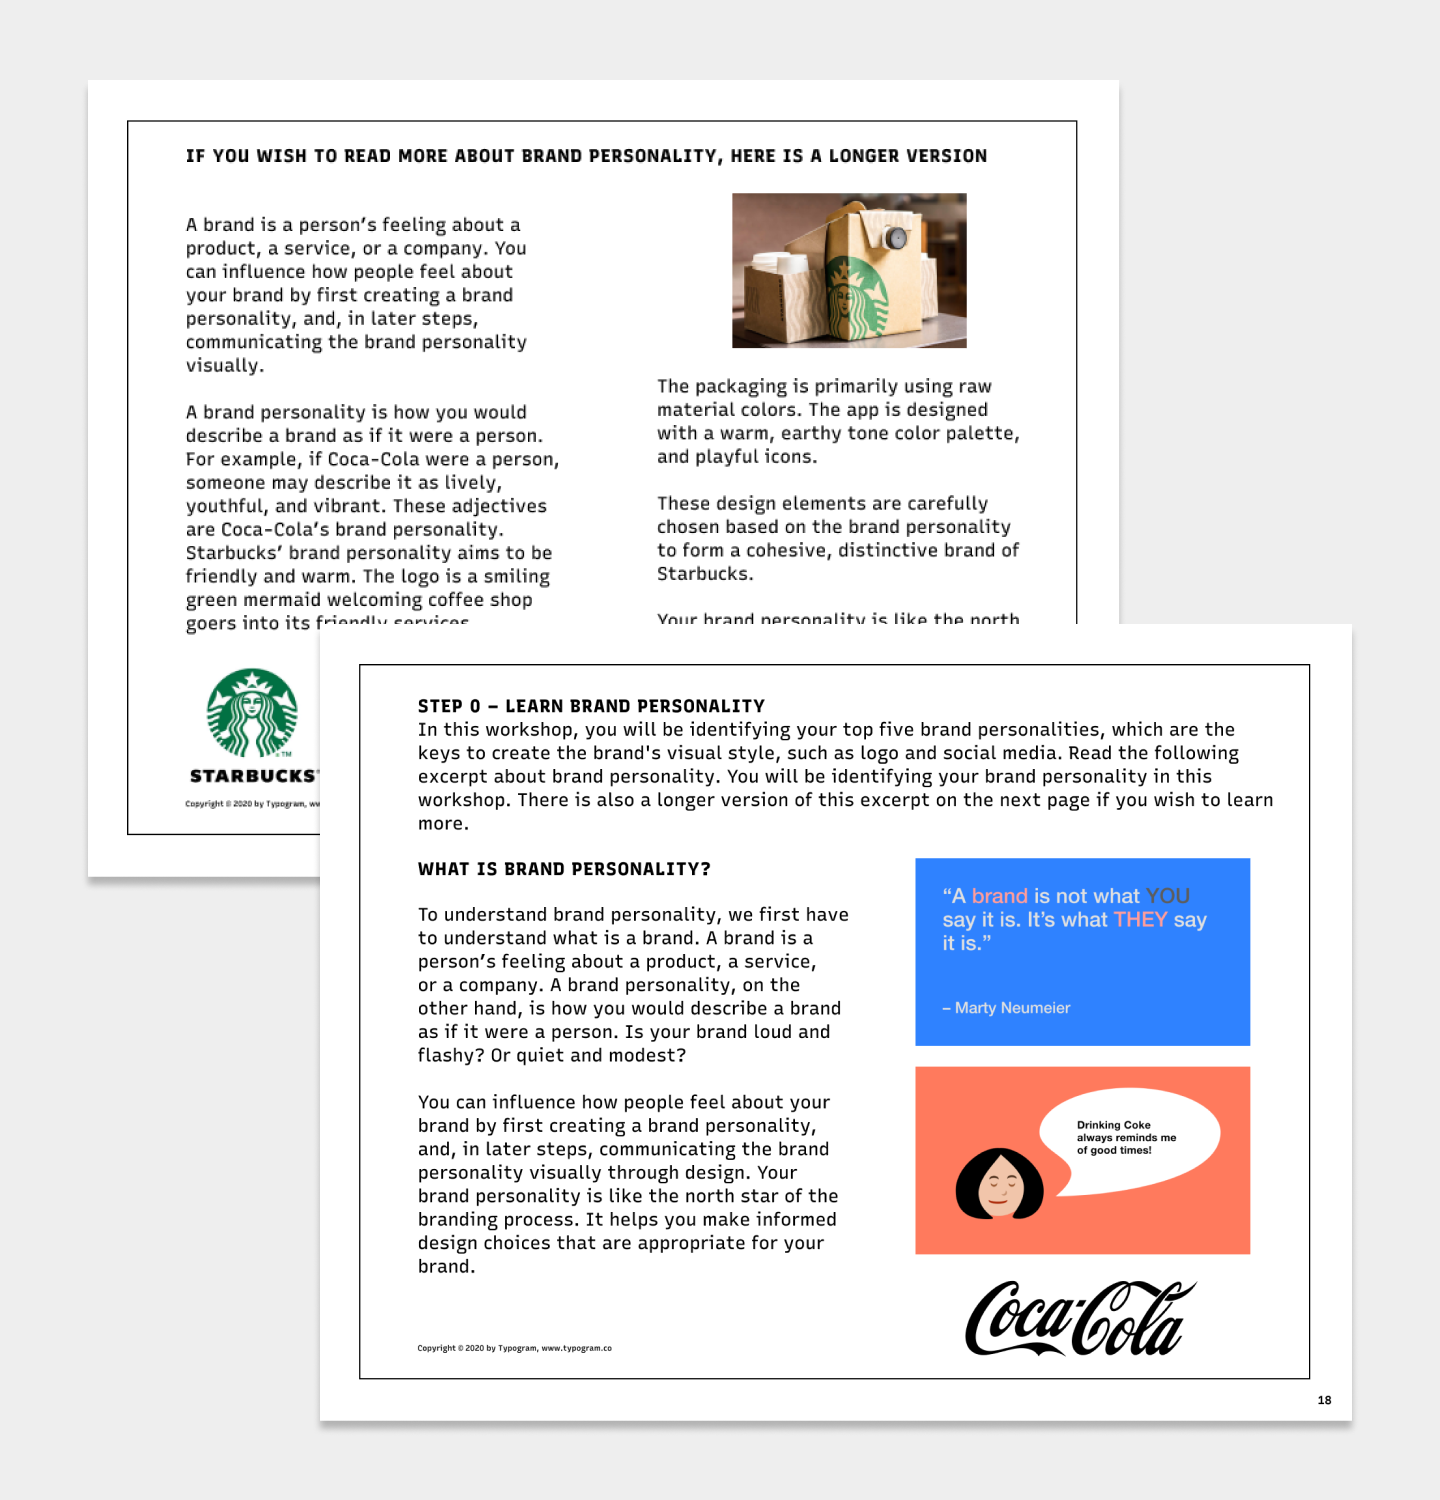 IF YOU WISH TO READ MORE ABOUT BRAND PERSONALITY, HERE IS A LONGER VERSION
A brand is a person’s feeling about a
product, a service, or a company. You
can influence how people feel about
your brand by first creating a brand
personality, and, in later steps,
communicating the brand personality
visually.
A brand personality is how you would
describe a brand as if it were a person.
For example, if Coca-Cola were a person,
someone may describe it as lively,
youthful, and vibrant. These adjectives
are Coca-Cola’s brand personality.
Starbucks’ brand personality aims to be
friendly and warm. The logo is a smiling
green mermaid welcoming coffee shop
goers into its friendly services.
TM
STARBUCKS
Copyright © 2020 by Typogram,
The packaging is primarily using raw
material colors. The app is designed
with a warm, earthy tone color palette,
and playful icons.
These design elements are carefully
chosen based on the brand personality
to form a cohesive, distinctive brand of
Starbucks.
Your brand personality is like the north
STEP 0 – LEARN BRAND PERSONALITY
In this workshop, you will be identifying your top five brand personalities, which are the
keys to create the brand's visual style, such as logo and social media. Read the following
excerpt about brand personality. You will be identifying your brand personality in this
workshop. There is also a longer version of this excerpt on the next page if you wish to learn
more.
WHAT IS BRAND PERSONALITY?
To understand brand personality, we first have
to understand what is a brand. A brand is a
person’s feeling about a product, a service,
or a company. A brand personality, on the
other hand, is how you would describe a brand
as if it were a person. Is your brand loud and
flashy? Or quiet and modest?
You can influence how people feel about your
brand by first creating a brand personality,
and, in later steps, communicating the brand
personality visually through design. Your
brand personality is like the north star of the
branding process. It helps you make informed
design choices that are appropriate for your
brand.
“A brand is not what YOU
say it is. It’s what THEY say
it is.”
– Marty Neumeier
Drinking Coke
always reminds me
of good times!
Coca-Cola
Copyright © 2020 by Typogram, www.typogram.co
18